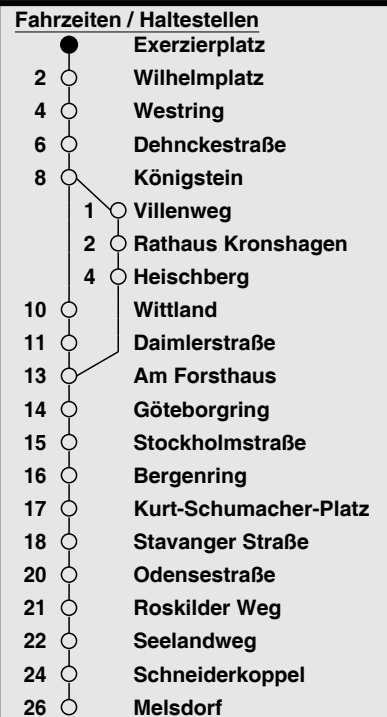 Fahrzeiten / Haltestellen
Exerzierplatz
2 Wilhelmplatz
4 Westring
6 Dehnckestraße
8 Königstein
1 Villenweg
2 Rathaus Kronshagen
4 Heischberg
10 Wittland
11 Daimlerstraße
13 Am Forsthaus
14 Göteborgring
15 Stockholmstraße
16 Bergenring
17 Kurt-Schumacher-Platz
18 Stavanger Straße
20 Odensestraße
21 Roskilder Weg
22 Seelandweg
24 Schneiderkoppel
26 Melsdorf